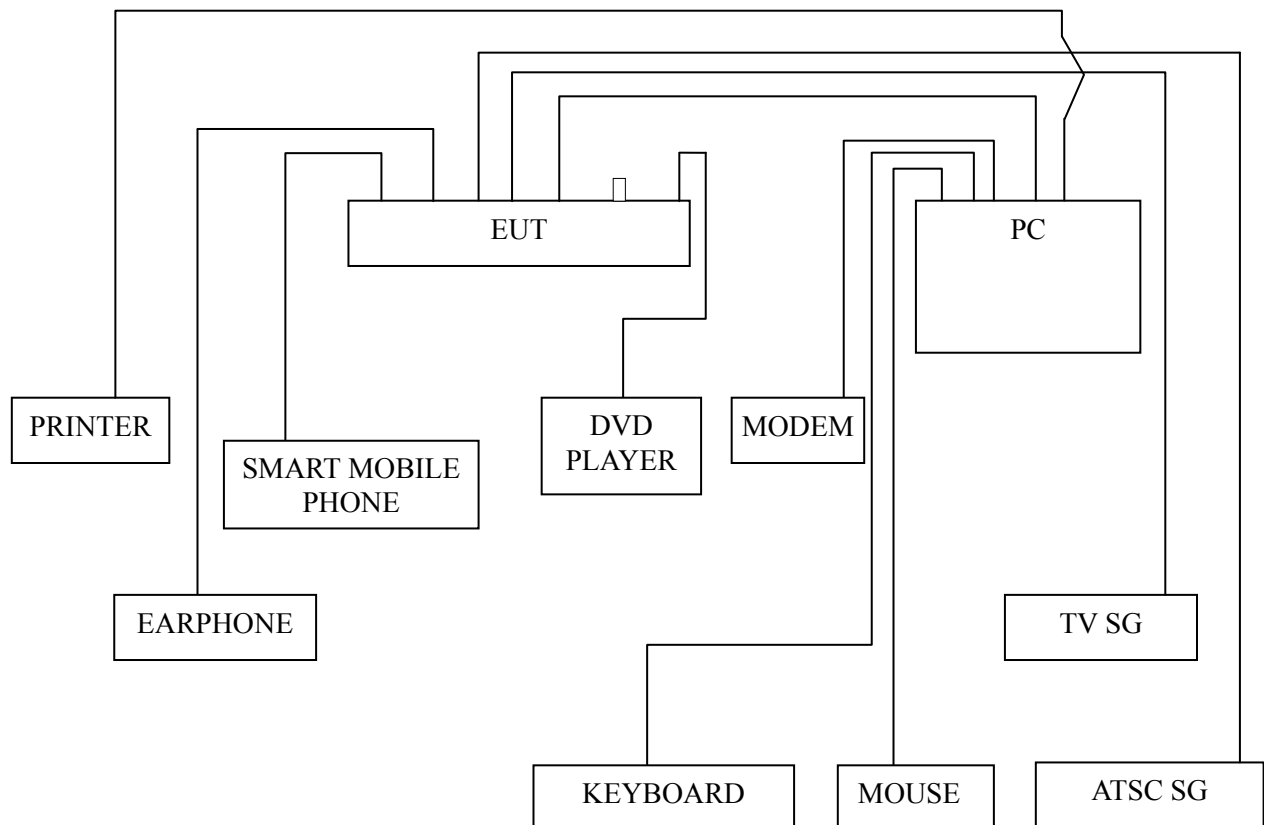 EUT
PC
PRINTER
SMART MOBILE
PHONE
DVD
PLAYER
MODEM
EARPHONE
TV SG
KEYBOARD
MOUSE
ATSC SG